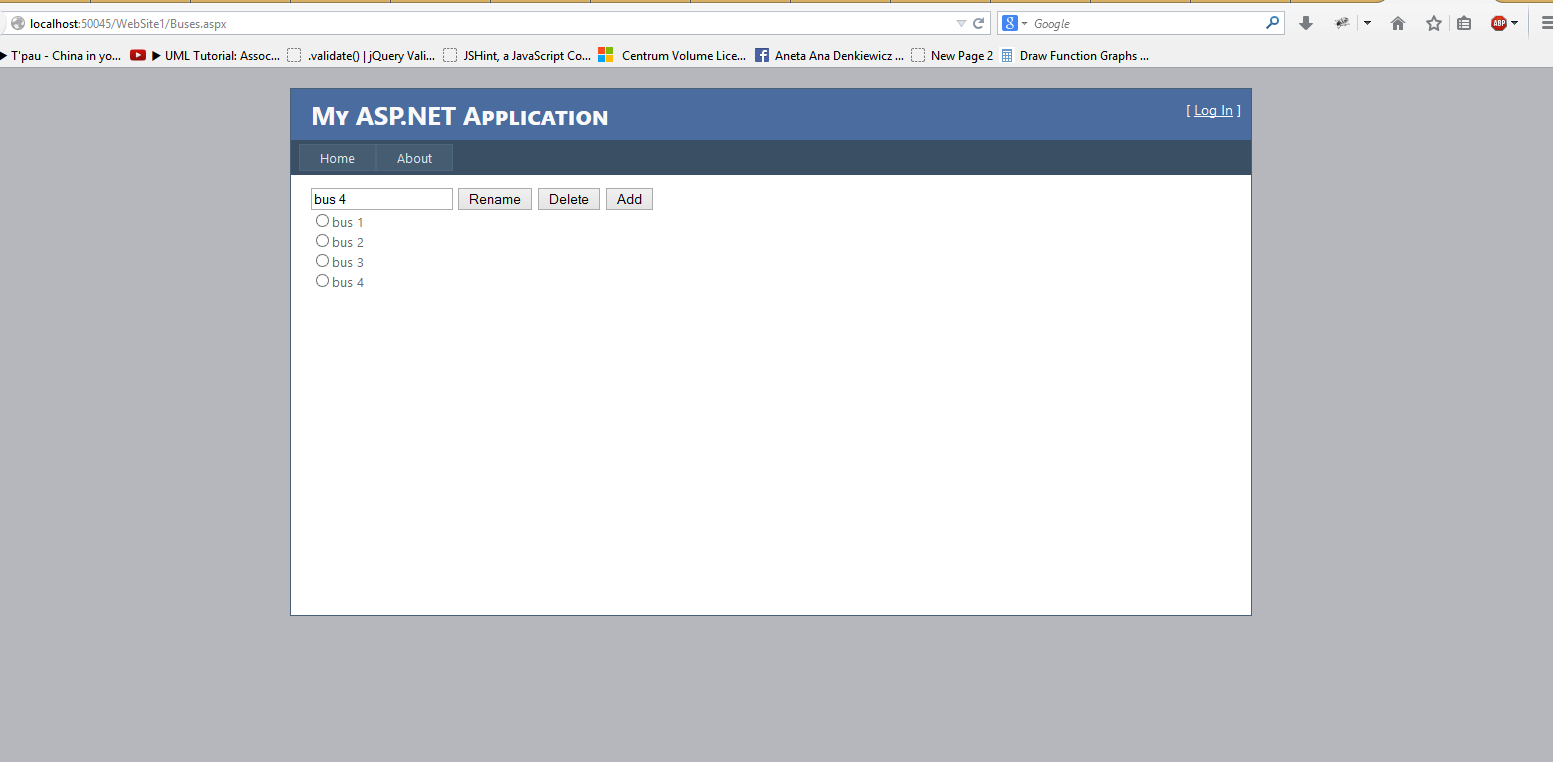 localhost:50045/WebSite1/Buses.aspx
8 Google
ABP
T'pau - China in yo... UML Tutorial: Assoc... .validate() | jQuery Vali... JSHint, a JavaScript Co... Centrum Volume Lice... Aneta Ana Denkiewicz ... New Page 2 Draw Function Graphs ...
My ASP.NET Application
[ Log In ]
Home About
bus 4 Rename Delete Add
bus 1
bus 2
bus 3
bus 4